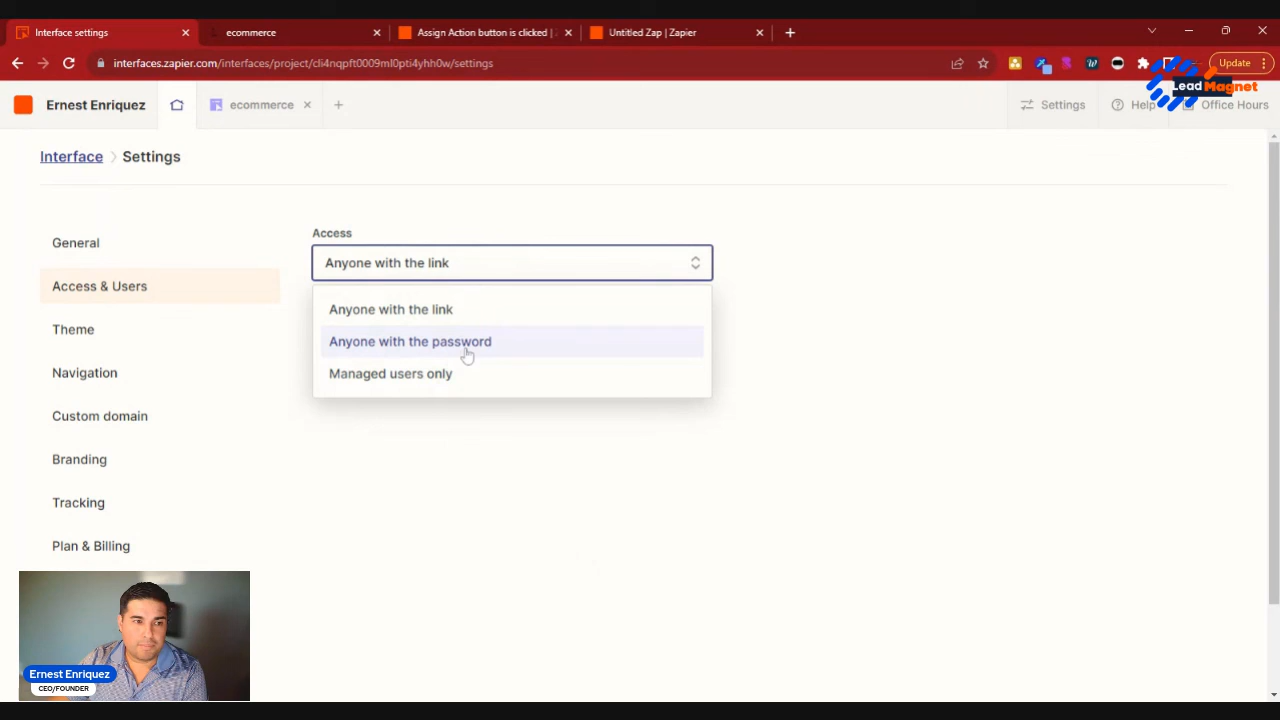 Interface settings
ecommerce
Assign Action button is clicked |
Untitled Zap | Zapier
interfaces.zapier.com/interfaces/project/cli4nqpft0009ml0pti4yhh0w/settings
Update
Lead Magnet
Ernest Enriquez
ecommerce
Settings
Help
Office Hours
Interface
Settings
General
Access & Users
Theme
Navigation
Custom domain
Branding
Tracking
Plan & Billing
Access
Anyone with the link
Anyone with the link
Anyone with the password
Managed users only
Ernest Enriquez
CEO/FOUNDER